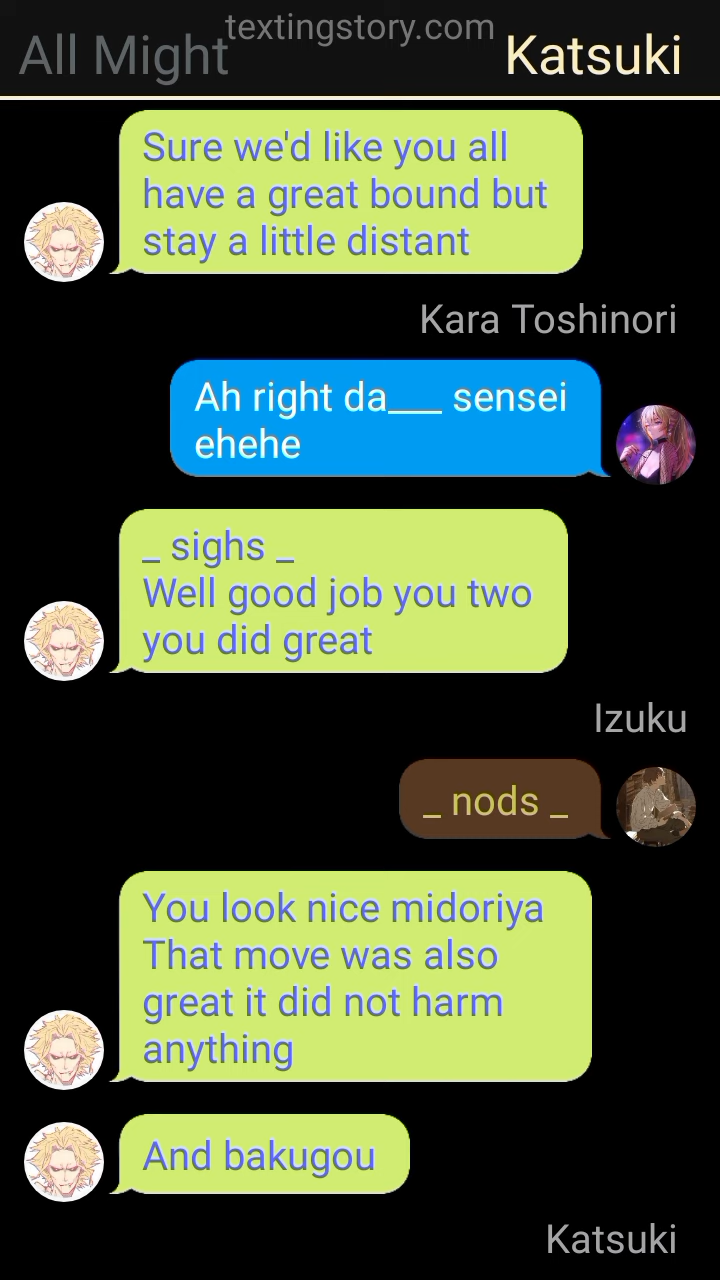 textingstory.com
All Might
Katsuki
Sure we'd like you all
have a great bound but
stay a little distant
Kara Toshinori
Ah right da___ sensei
ehehe
_ sighs _
Well good job you two
you did great
Izuku
_ nods _
You look nice midoriya
That move was also
great it did not harm
anything
And bakugou
Katsuki